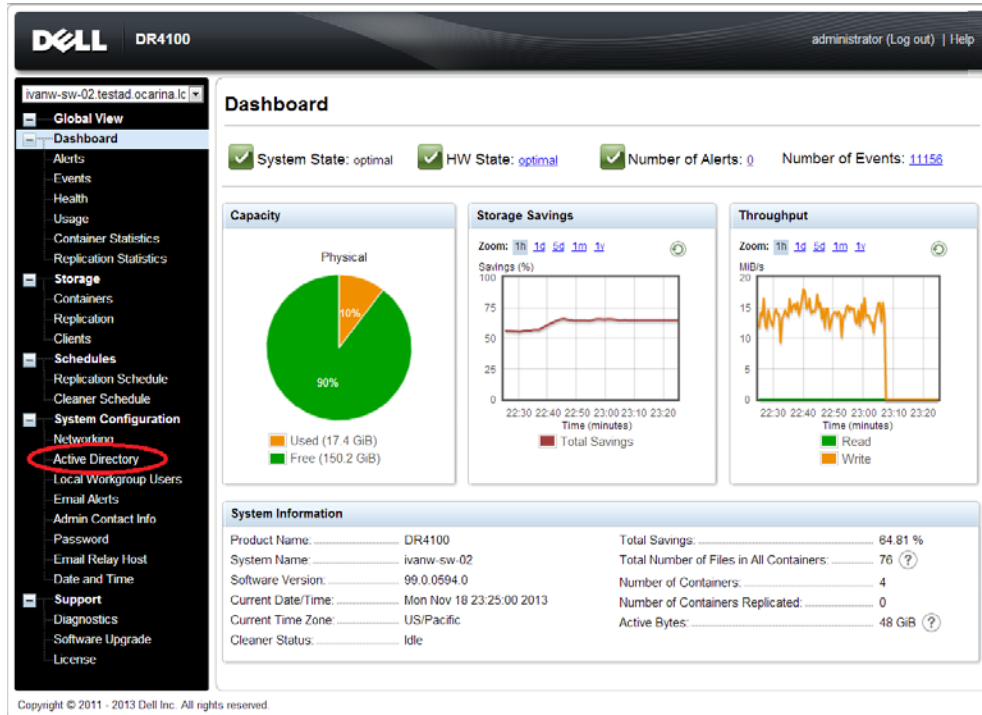 DELL DR4100 administrator (Log out) | Help
ivanw-sw-02.testad.ocarina.lc
Global View
Dashboard
Alerts
Events
Health
Usage
Container Statistics
Replication Statistics
Storage
Containers
Replication
Clients
Schedules
Replication Schedule
Cleaner Schedule
System Configuration
Networking
Active Directory
Local Workgroup Users
Email Alerts
Admin Contact Info
Password
Email Relay Host
Date and Time
Support
Diagnostics
Software Upgrade
License
Dashboard
System State: optimal HW State: optimal Number of Alerts: 0 Number of Events: 11156
Capacity
Physical
10%
90%
Used (17.4 GiB)
Free (150.2 GiB)
Storage Savings
Zoom: 1h 1d 5d 1m 1y
Savings (%)
100
75
50
25
0
22:30 22:40 22:50 23:00 23:10 23:20
Time (minutes)
Total Savings
Throughput
Zoom: 1h 1d 5d 1m 1y
MiB/s
20
15
10
5
0
22:30 22:40 22:50 23:00 23:10 23:20
Time (minutes)
Read
Write
System Information
Product Name: DR4100
System Name: ivanw-sw-02
Software Version: 99.0.0594.0
Current Date/Time: Mon Nov 18 23:25:00 2013
Current Time Zone: US/Pacific
Cleaner Status: Idle
Total Savings: 64.81 %
Total Number of Files in All Containers: 76 ?
Number of Containers: 4
Number of Containers Replicated: 0
Active Bytes: 48 GiB ?
Copyright © 2011 - 2013 Dell Inc. All rights reserved.